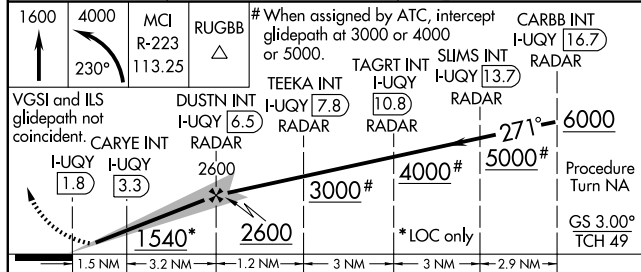 1600
4000
230°
MCI
R-223
113.25
RUGBB
# When assigned by ATC, intercept
glidepath at 3000 or 4000
or 5000.
VGSI and ILS
glidepath not
coincident.
CARYE INT
I-UQY
1.8
I-UQY
3.3
DUSTN INT
I-UQY 6.5
RADAR
2600
TEEKA INT
I-UQY 7.8
RADAR
TAGRT INT
I-UQY
10.8
RADAR
SLIMS INT
I-UQY 13.7
RADAR
CARBB INT
I-UQY 16.7
RADAR
271°
6000
5000#
4000#
3000#
2600
1540*
*LOC only
Procedure
Turn NA
GS 3.00°
TCH 49
1.5 NM
3.2 NM
1.2 NM
3 NM
3 NM
2.9 NM